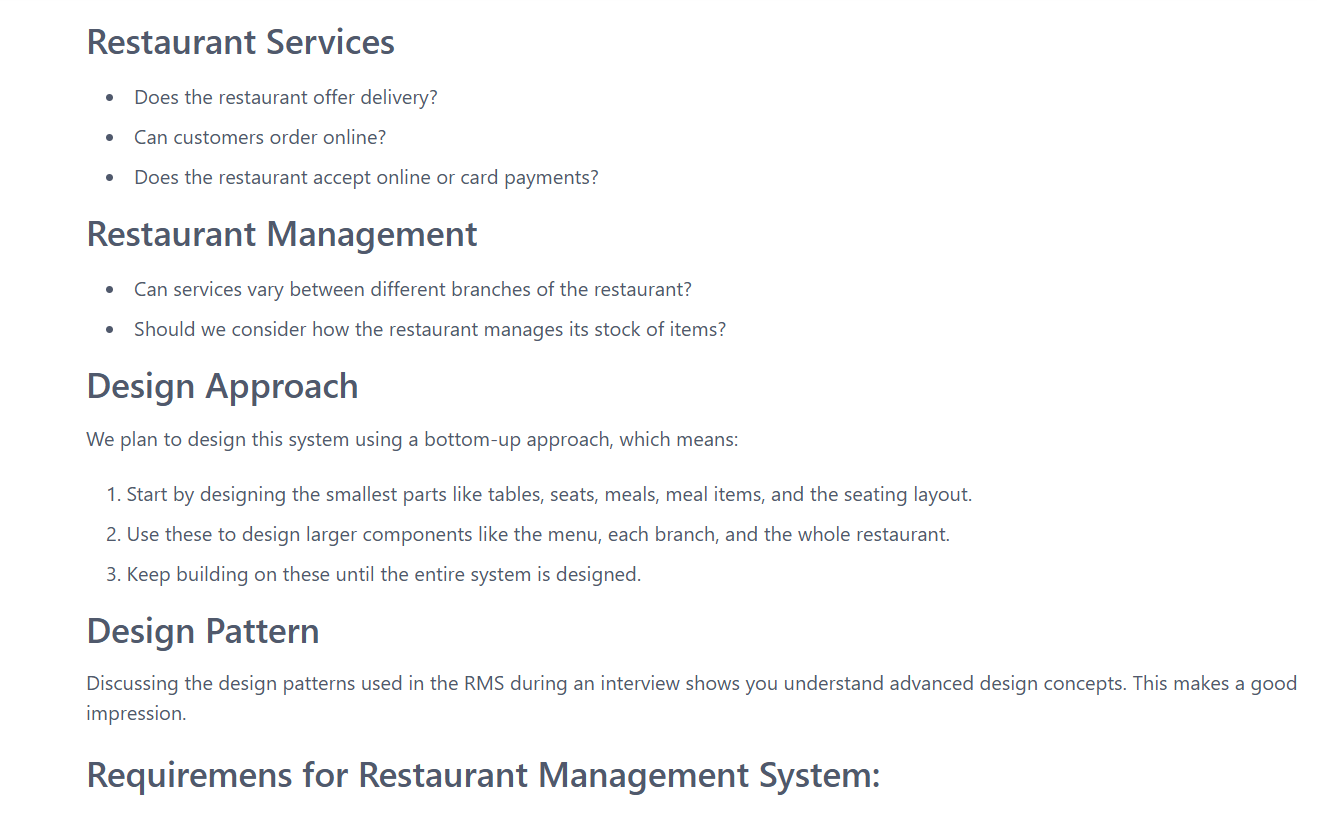 Restaurant Services
• Does the restaurant offer delivery?
• Can customers order online?
• Does the restaurant accept online or card payments?
Restaurant Management
• Can services vary between different branches of the restaurant?
• Should we consider how the restaurant manages its stock of items?
Design Approach
We plan to design this system using a bottom-up approach, which means:
1. Start by designing the smallest parts like tables, seats, meals, meal items, and the seating layout.
2. Use these to design larger components like the menu, each branch, and the whole restaurant.
3. Keep building on these until the entire system is designed.
Design Pattern
Discussing the design patterns used in the RMS during an interview shows you understand advanced design concepts. This makes a good
impression.
Requiremens for Restaurant Management System: